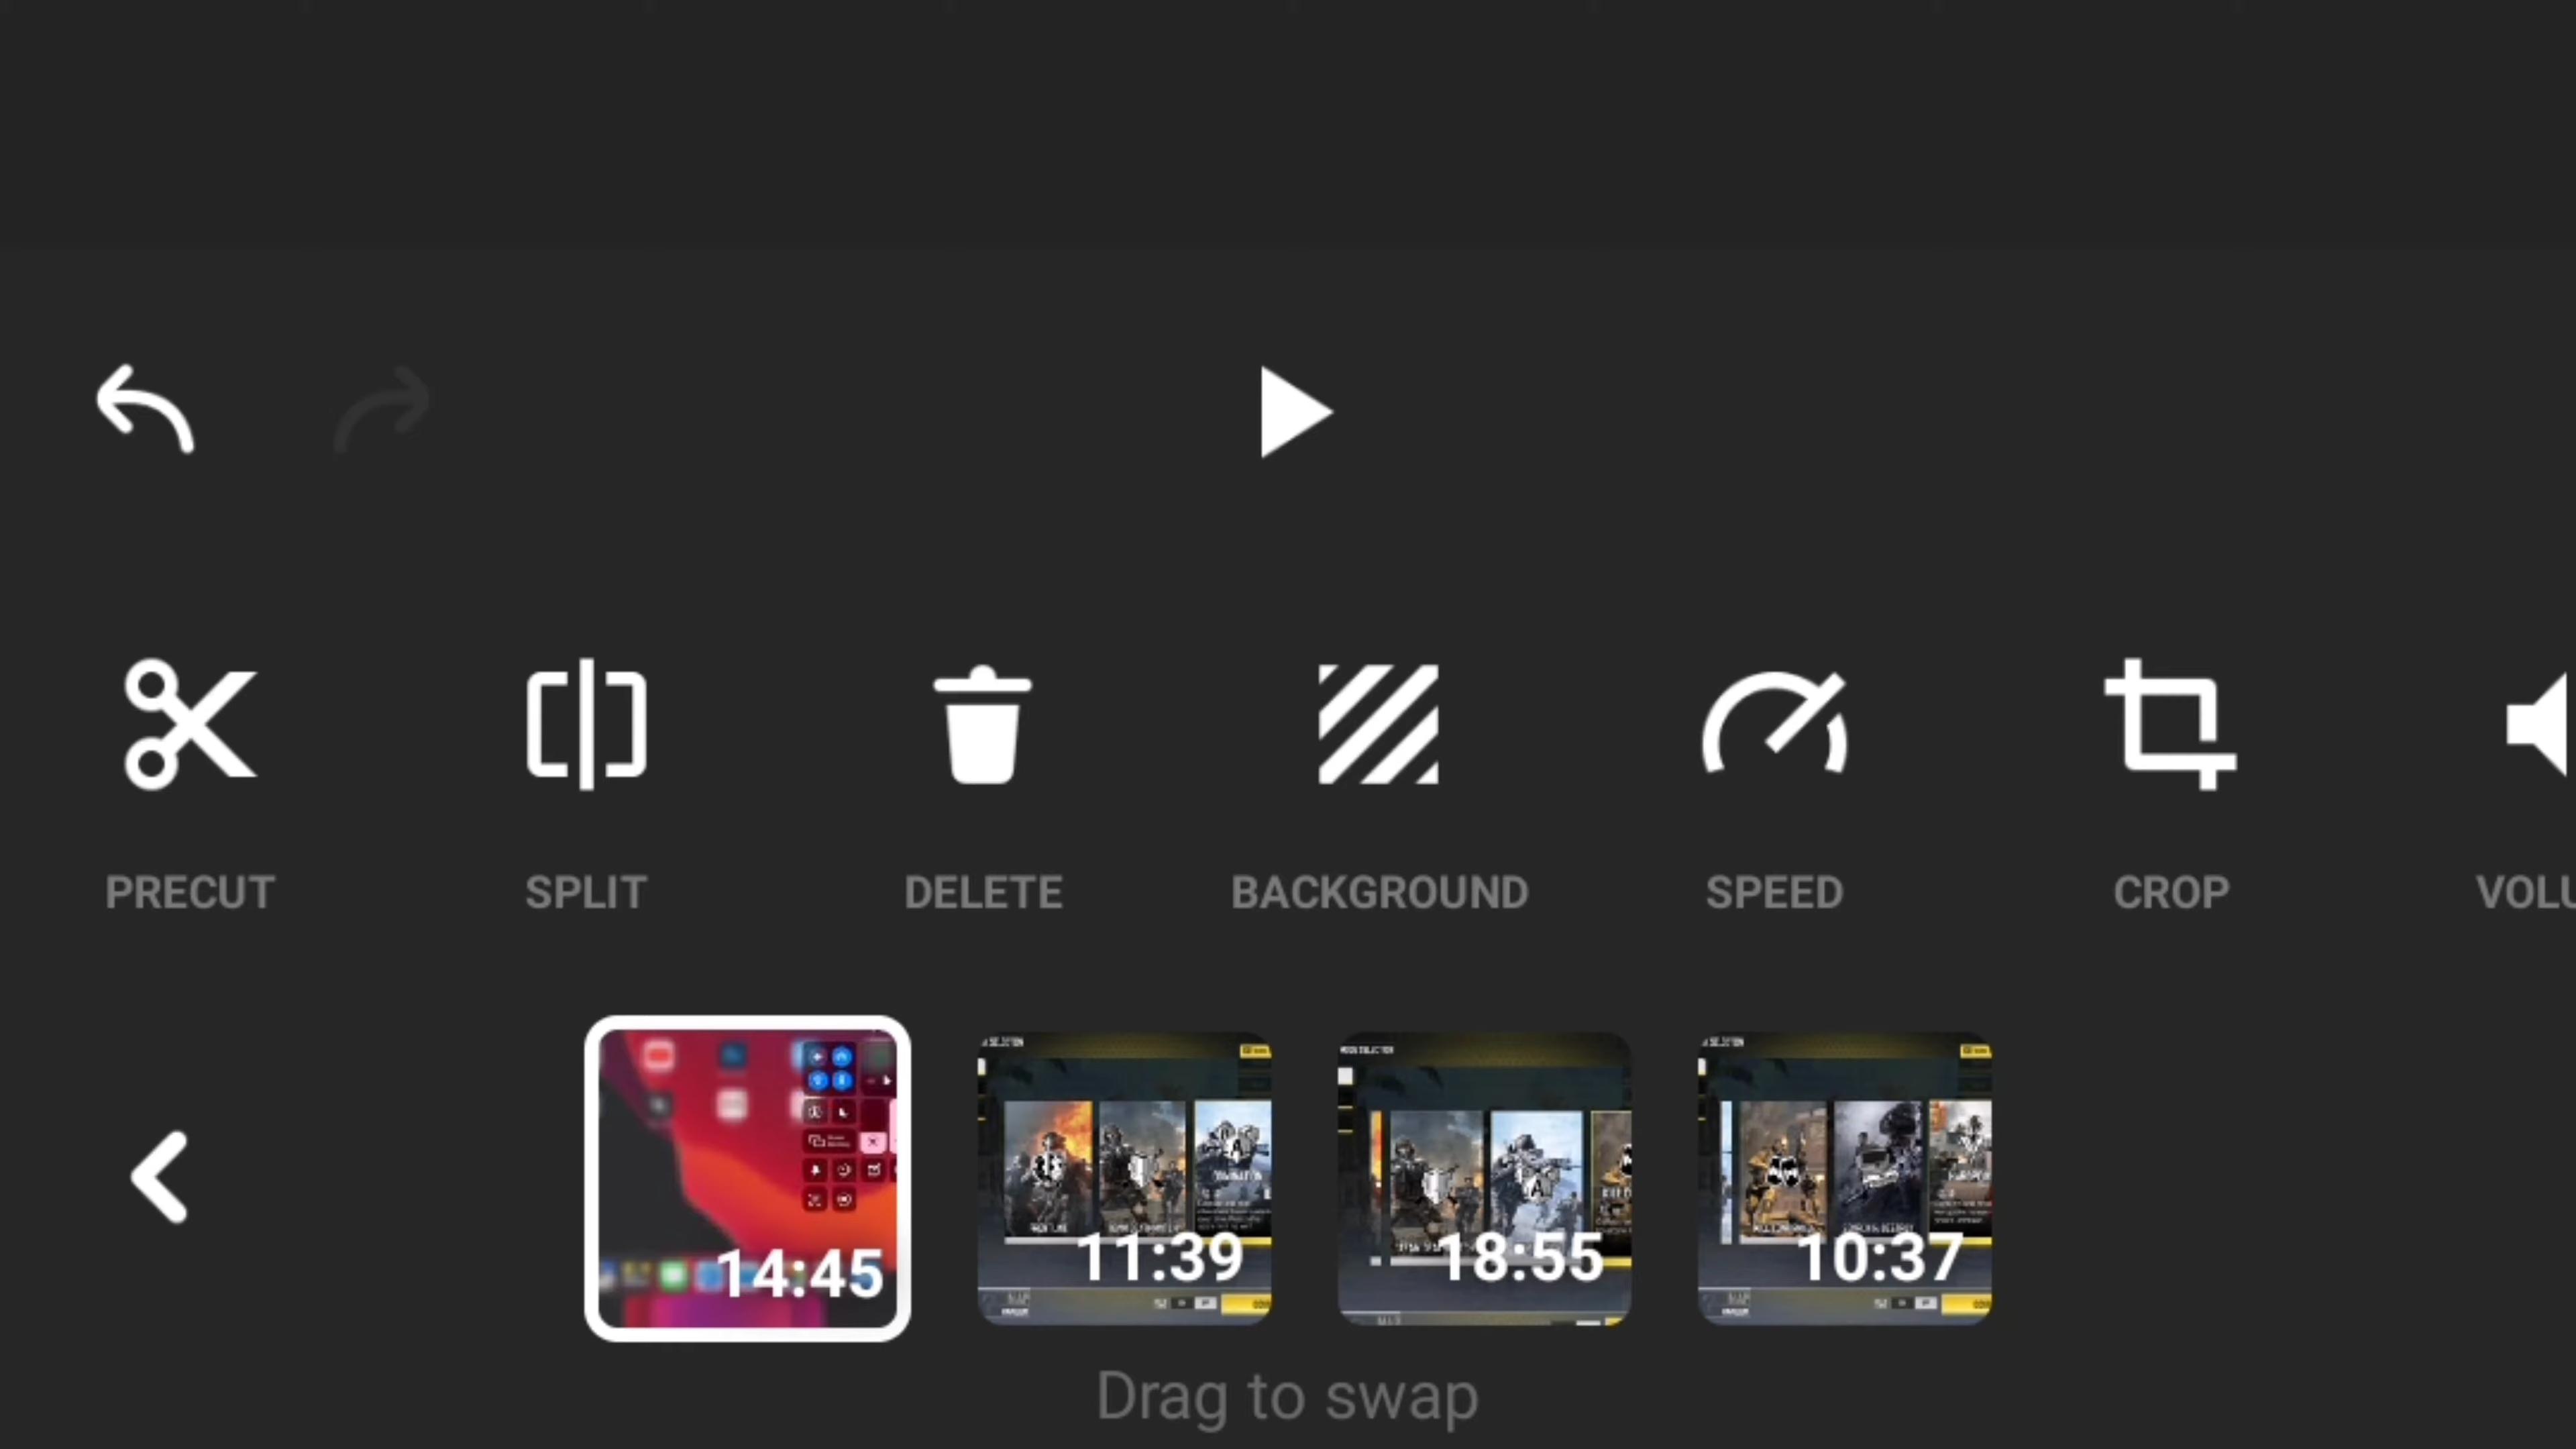 PRECUT SPLIT DELETE BACKGROUND SPEED CROP VOLU
14:45 11:39 18:55 10:37
Drag to swap